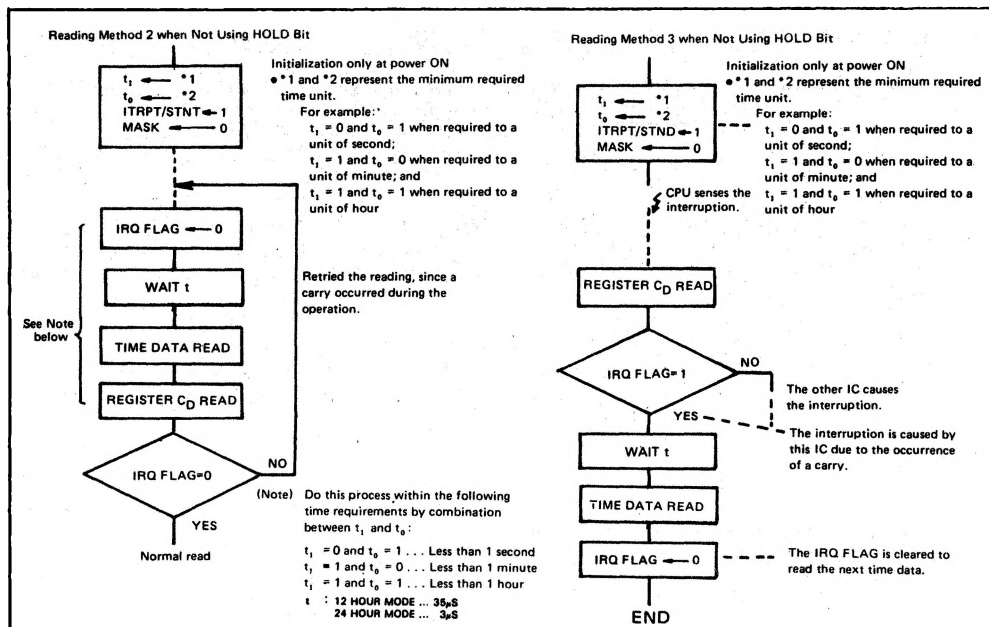 Reading Method 2 when Not Using HOLD Bit
t₁ ← *1
t₀ ← *2
ITRPT/STNT ← 1
MASK ← 0
Initialization only at power ON
● *1 and *2 represent the minimum required
time unit.
For example:
t₁ = 0 and t₀ = 1 when required to a
unit of second;
t₁ = 1 and t₀ = 0 when required to a
unit of minute; and
t₁ = 1 and t₀ = 1 when required to a
unit of hour
IRQ FLAG ← 0
WAIT t
TIME DATA READ
REGISTER C_D READ
See Note
below
Retried the reading, since a
carry occurred during the
operation.
IRQ FLAG=0
NO
YES
Normal read
(Note) Do this process within the following
time requirements by combination
between t₁ and t₀:
t₁ = 0 and t₀ = 1 . . . Less than 1 second
t₁ = 1 and t₀ = 0 . . . Less than 1 minute
t₁ = 1 and t₀ = 1 . . . Less than 1 hour
t : 12 HOUR MODE ... 35μS
24 HOUR MODE ... 3μS
Reading Method 3 when Not Using HOLD Bit
t₁ ← *1
t₀ ← *2
ITRPT/STND ← 1
MASK ← 0
Initialization only at power ON
● *1 and *2 represent the minimum required
time unit.
For example:
t₁ = 0 and t₀ = 1 when required to a
unit of second;
t₁ = 1 and t₀ = 0 when required to a
unit of minute; and
t₁ = 1 and t₀ = 1 when required to a
unit of hour
CPU senses the
interruption.
REGISTER C_D READ
IRQ FLAG= 1
NO
The other IC causes
the interruption.
YES
The interruption is caused by
this IC due to the occurrence
of a carry.
WAIT t
TIME DATA READ
IRQ FLAG ← 0
The IRQ FLAG is cleared to
read the next time data.
END